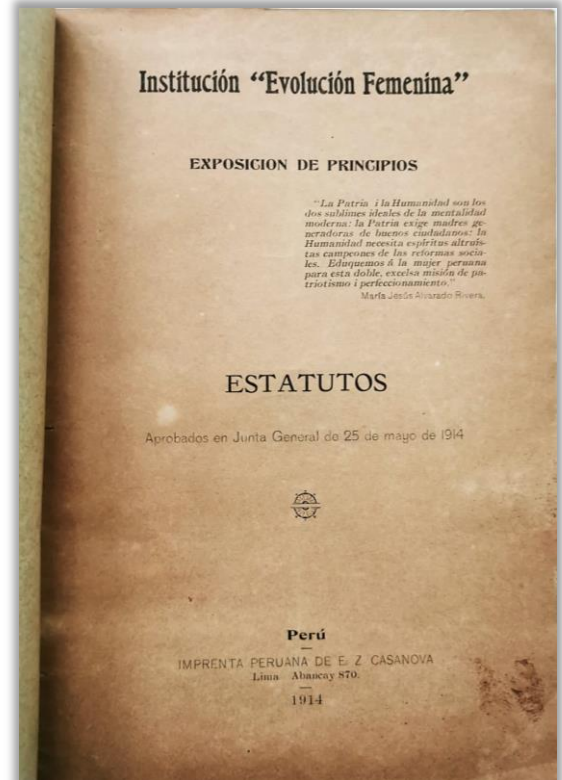 Institución “Evolución Femenina”
EXPOSICION DE PRINCIPIOS
“La Patria i la Humanidad son los
dos sublimes ideales de la mentalidad
moderna: la Patria exige madres ge-
neradoras de buenos ciudadanos: la
Humanidad necesita espíritus altruis-
tas campeones de las reformas socia-
les. Eduquemos á la mujer peruana
para esta doble, excelsa misión de pa-
triotismo i perfeccionamiento.”
María Jesús Alvarado Rivera.
ESTATUTOS
Aprobados en Junta General de 25 de mayo de 1914
Perú
IMPRENTA PERUANA DE E. Z CASANOVA
Lima Abancay 870.
1914